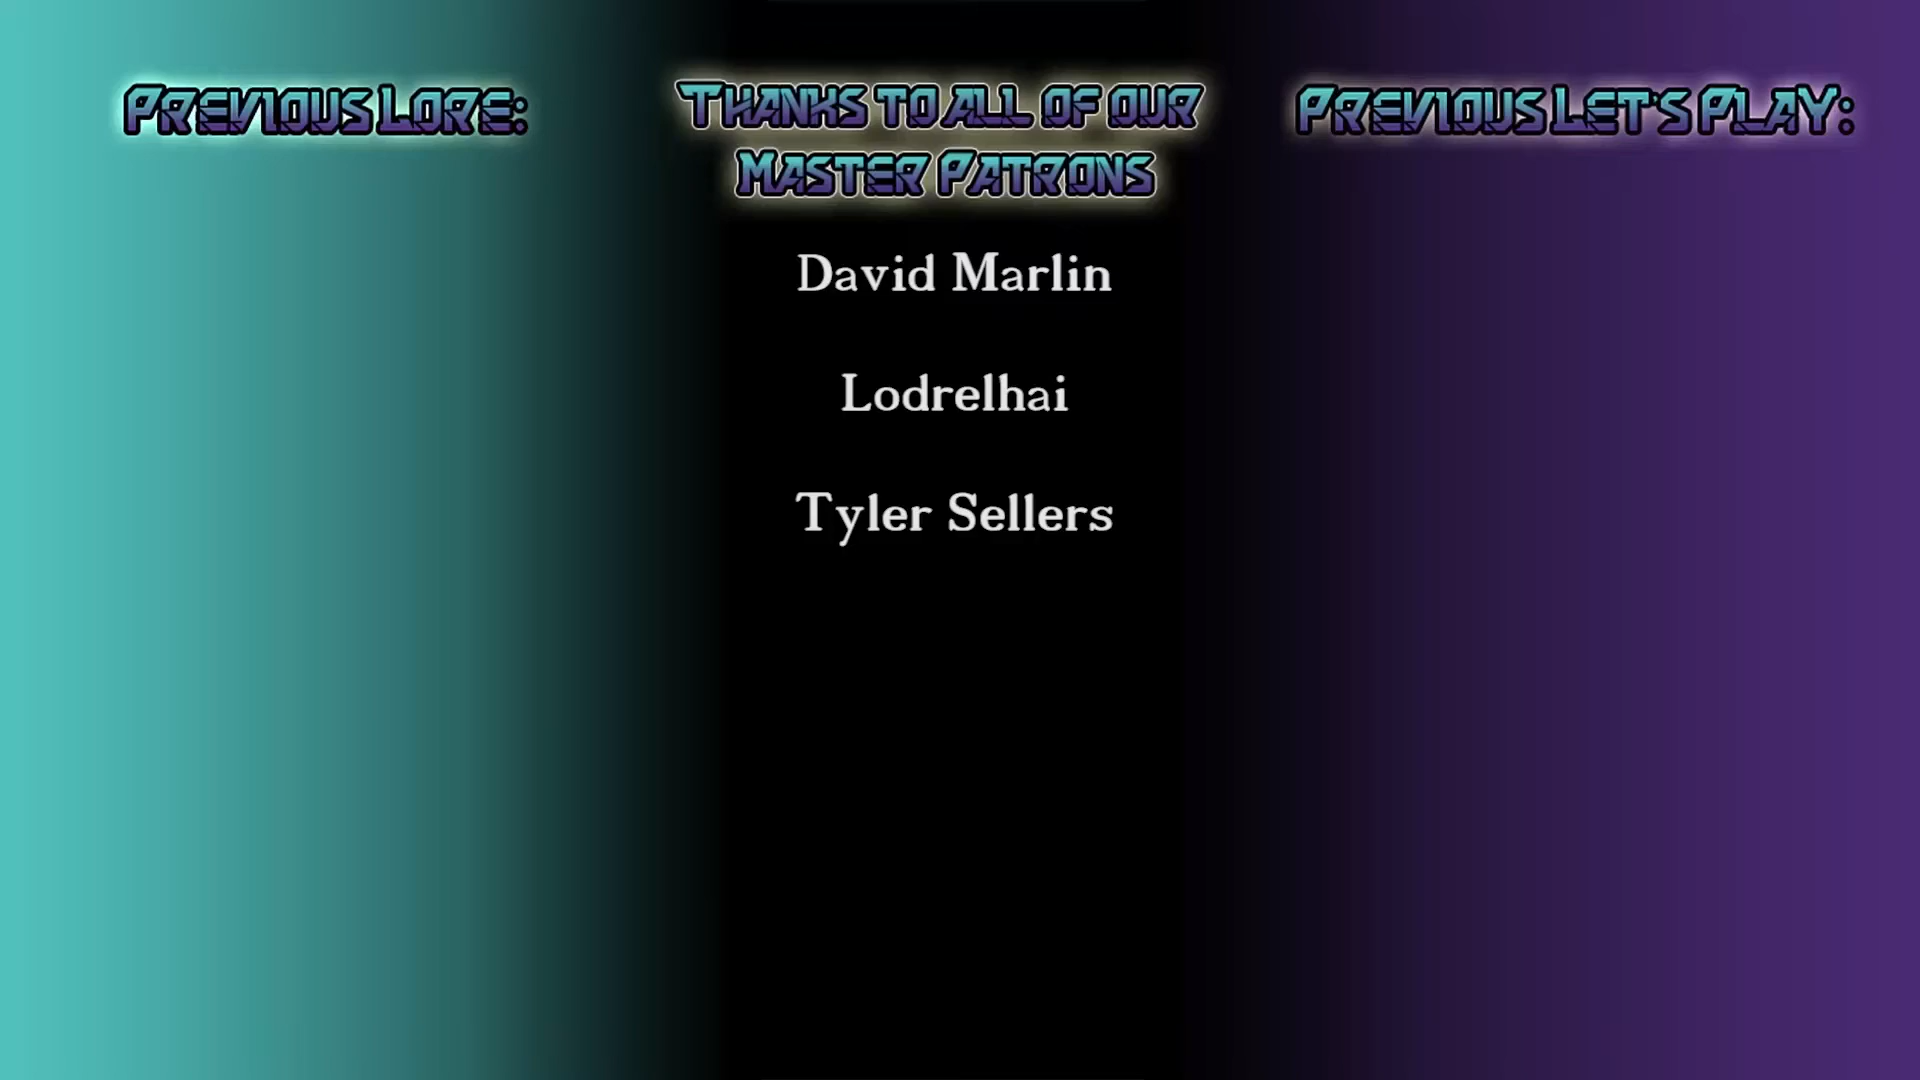 Previous Lore:
Thanks to all of our
Master Patrons
Previous Let's Play:
David Marlin
Lodrelhai
Tyler Sellers